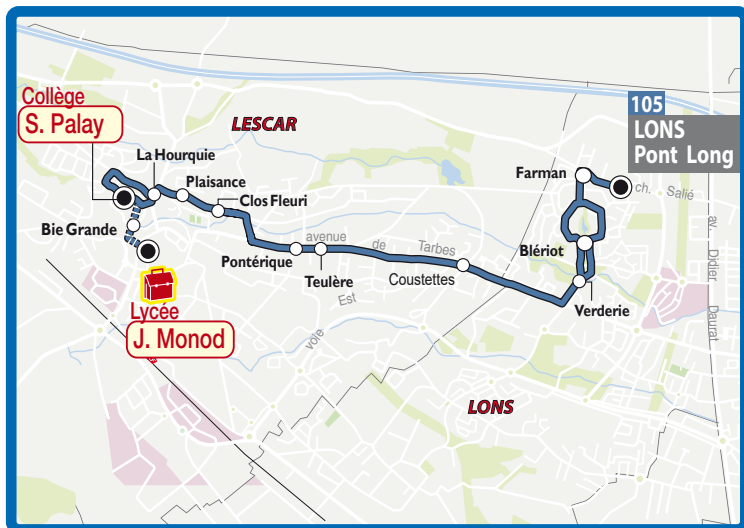 Collège
S. Palay
LESCAR
105
LONS
Pont Long
La Hourquie
Plaisance
Clos Fleuri
Farman
ch. Salié
Bie Grande
Pontérique
avenue de Tarbes
Teulère
Coustettes
Blériot
Verderie
av. Didier Daurat
voie Est
Lycée
J. Monod
LONS